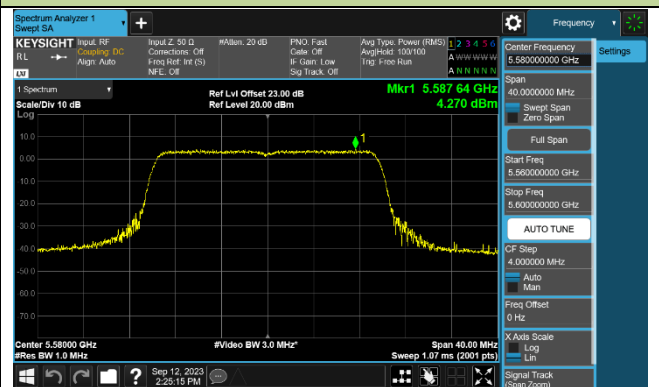 Spectrum Analyzer 1
Swept SA
Frequency
KEYSIGHT
RL
LXI
Input: RF
Coupling: DC
Align: Auto
Input Z: 50 Ω
Corrections: Off
Freq Ref: Int (S)
NFE: Off
#Atten: 20 dB
PNO: Fast
Gate: Off
IF Gain: Low
Sig Track: Off
Avg Type: Power (RMS)
Avg|Hold: 100/100
Trig: Free Run
1 2 3 4 5 6
A W W W W W
A N N N N N
1 Spectrum
Scale/Div 10 dB
Log
Ref Lvl Offset 23.00 dB
Ref Level 20.00 dBm
Mkr1 5.587 64 GHz
4.270 dBm
1
10.0
0.00
-10.0
-20.0
-30.0
-40.0
-50.0
-60.0
-70.0
Center 5.58000 GHz
#Res BW 1.0 MHz
#Video BW 3.0 MHz*
Span 40.00 MHz
Sweep 1.07 ms (2001 pts)
Center Frequency
5.580000000 GHz
Span
40.0000000 MHz
Swept Span
Zero Span
Full Span
Start Freq
5.560000000 GHz
Stop Freq
5.600000000 GHz
AUTO TUNE
CF Step
4.000000 MHz
Auto
Man
Freq Offset
0 Hz
X Axis Scale
Log
Lin
Signal Track
(Span Zoom)
Settings
Sep 12, 2023
2:25:15 PM